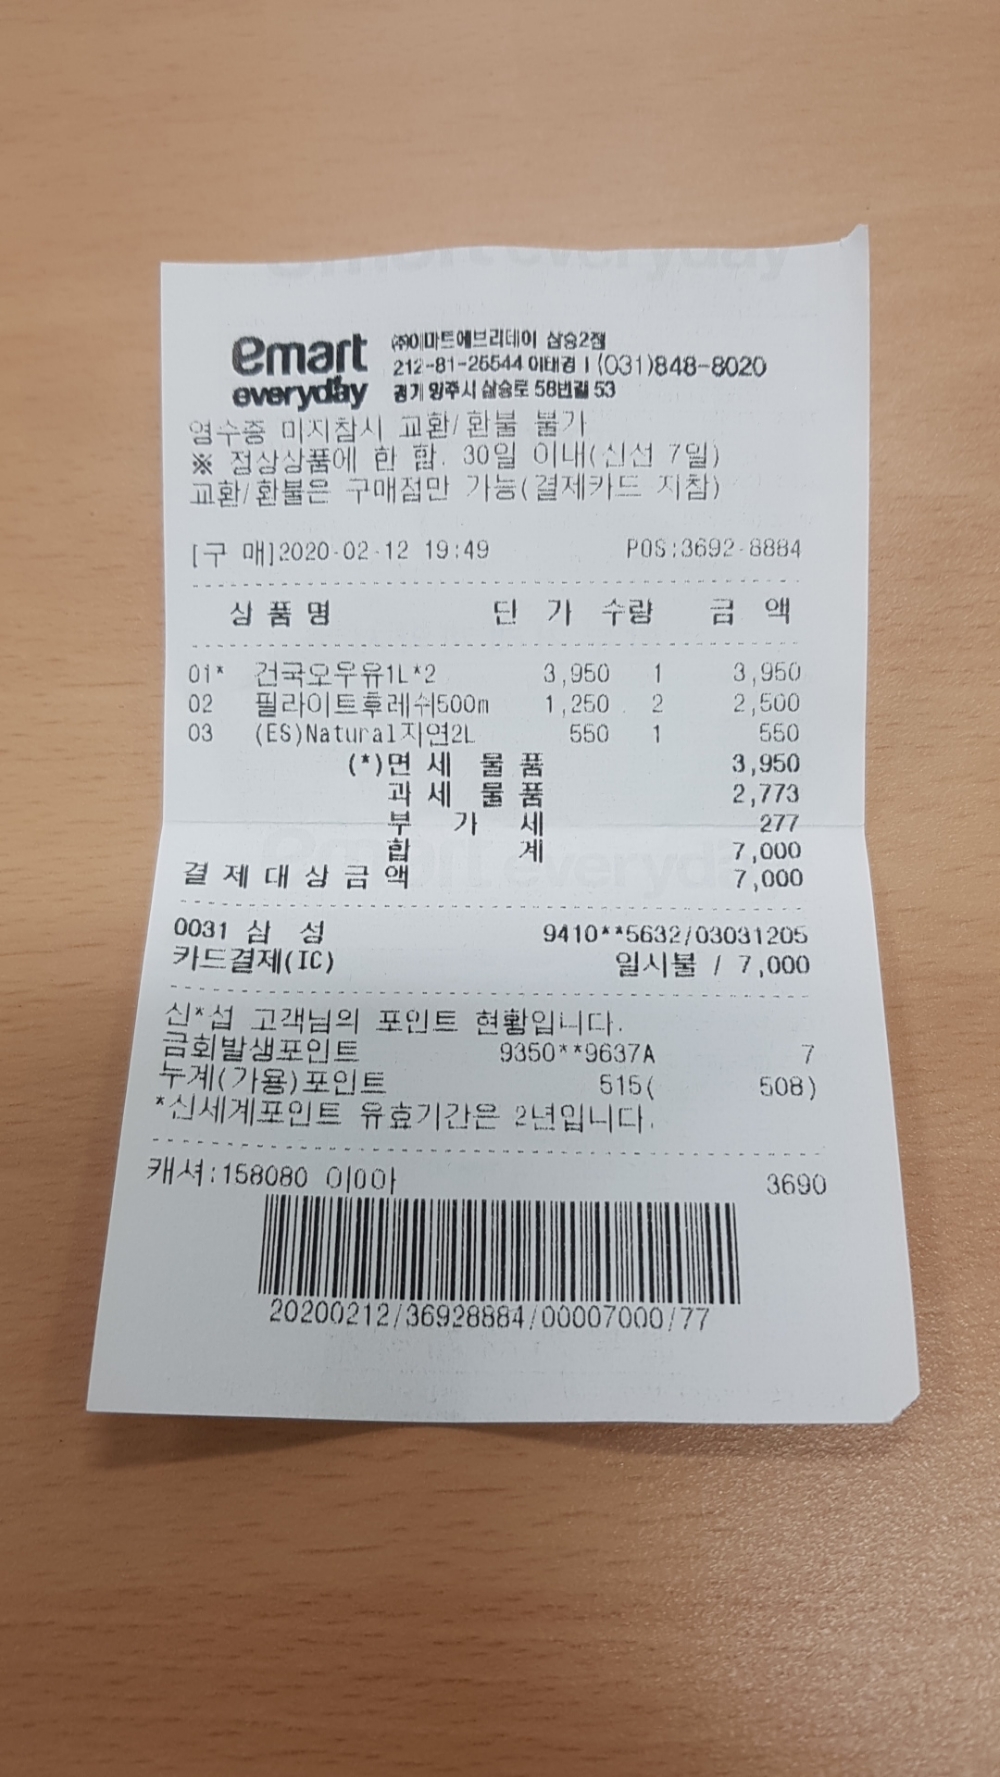 emart everyday
(주)이마트에브리데이 삼숭2점
212-81-25544 이태경 | (031)848-8020
경기 양주시 삼숭로 58번길 53
영수증 미지참시 교환/환불 불가
※ 정상상품에 한 함. 30일 이내(신선 7일)
교환/환불은 구매점만 가능(결제카드 지참)
[구 매]2020-02-12 19:49 POS:3692-8884
상 품 명 단 가 수량 금 액
01* 건국오우유1L*2 3,950 1 3,950
02 필라이트후레쉬500m 1,250 2 2,500
03 (ES)Natural지연2L 550 1 550
(*)면 세 물 품 3,950
과 세 물 품 2,773
부 가 세 277
합 계 7,000
결 제 대 상 금 액 7,000
0031 삼 성 9410**5632/03031205
카드결제(IC) 일시불 / 7,000
신*섭 고객님의 포인트 현황입니다.
금회발생포인트 9350**9637A 7
누계(가용)포인트 515( 508)
*신세계포인트 유효기간은 2년입니다.
캐셔:158080 이00 3690
20200212/36928884/00007000/77